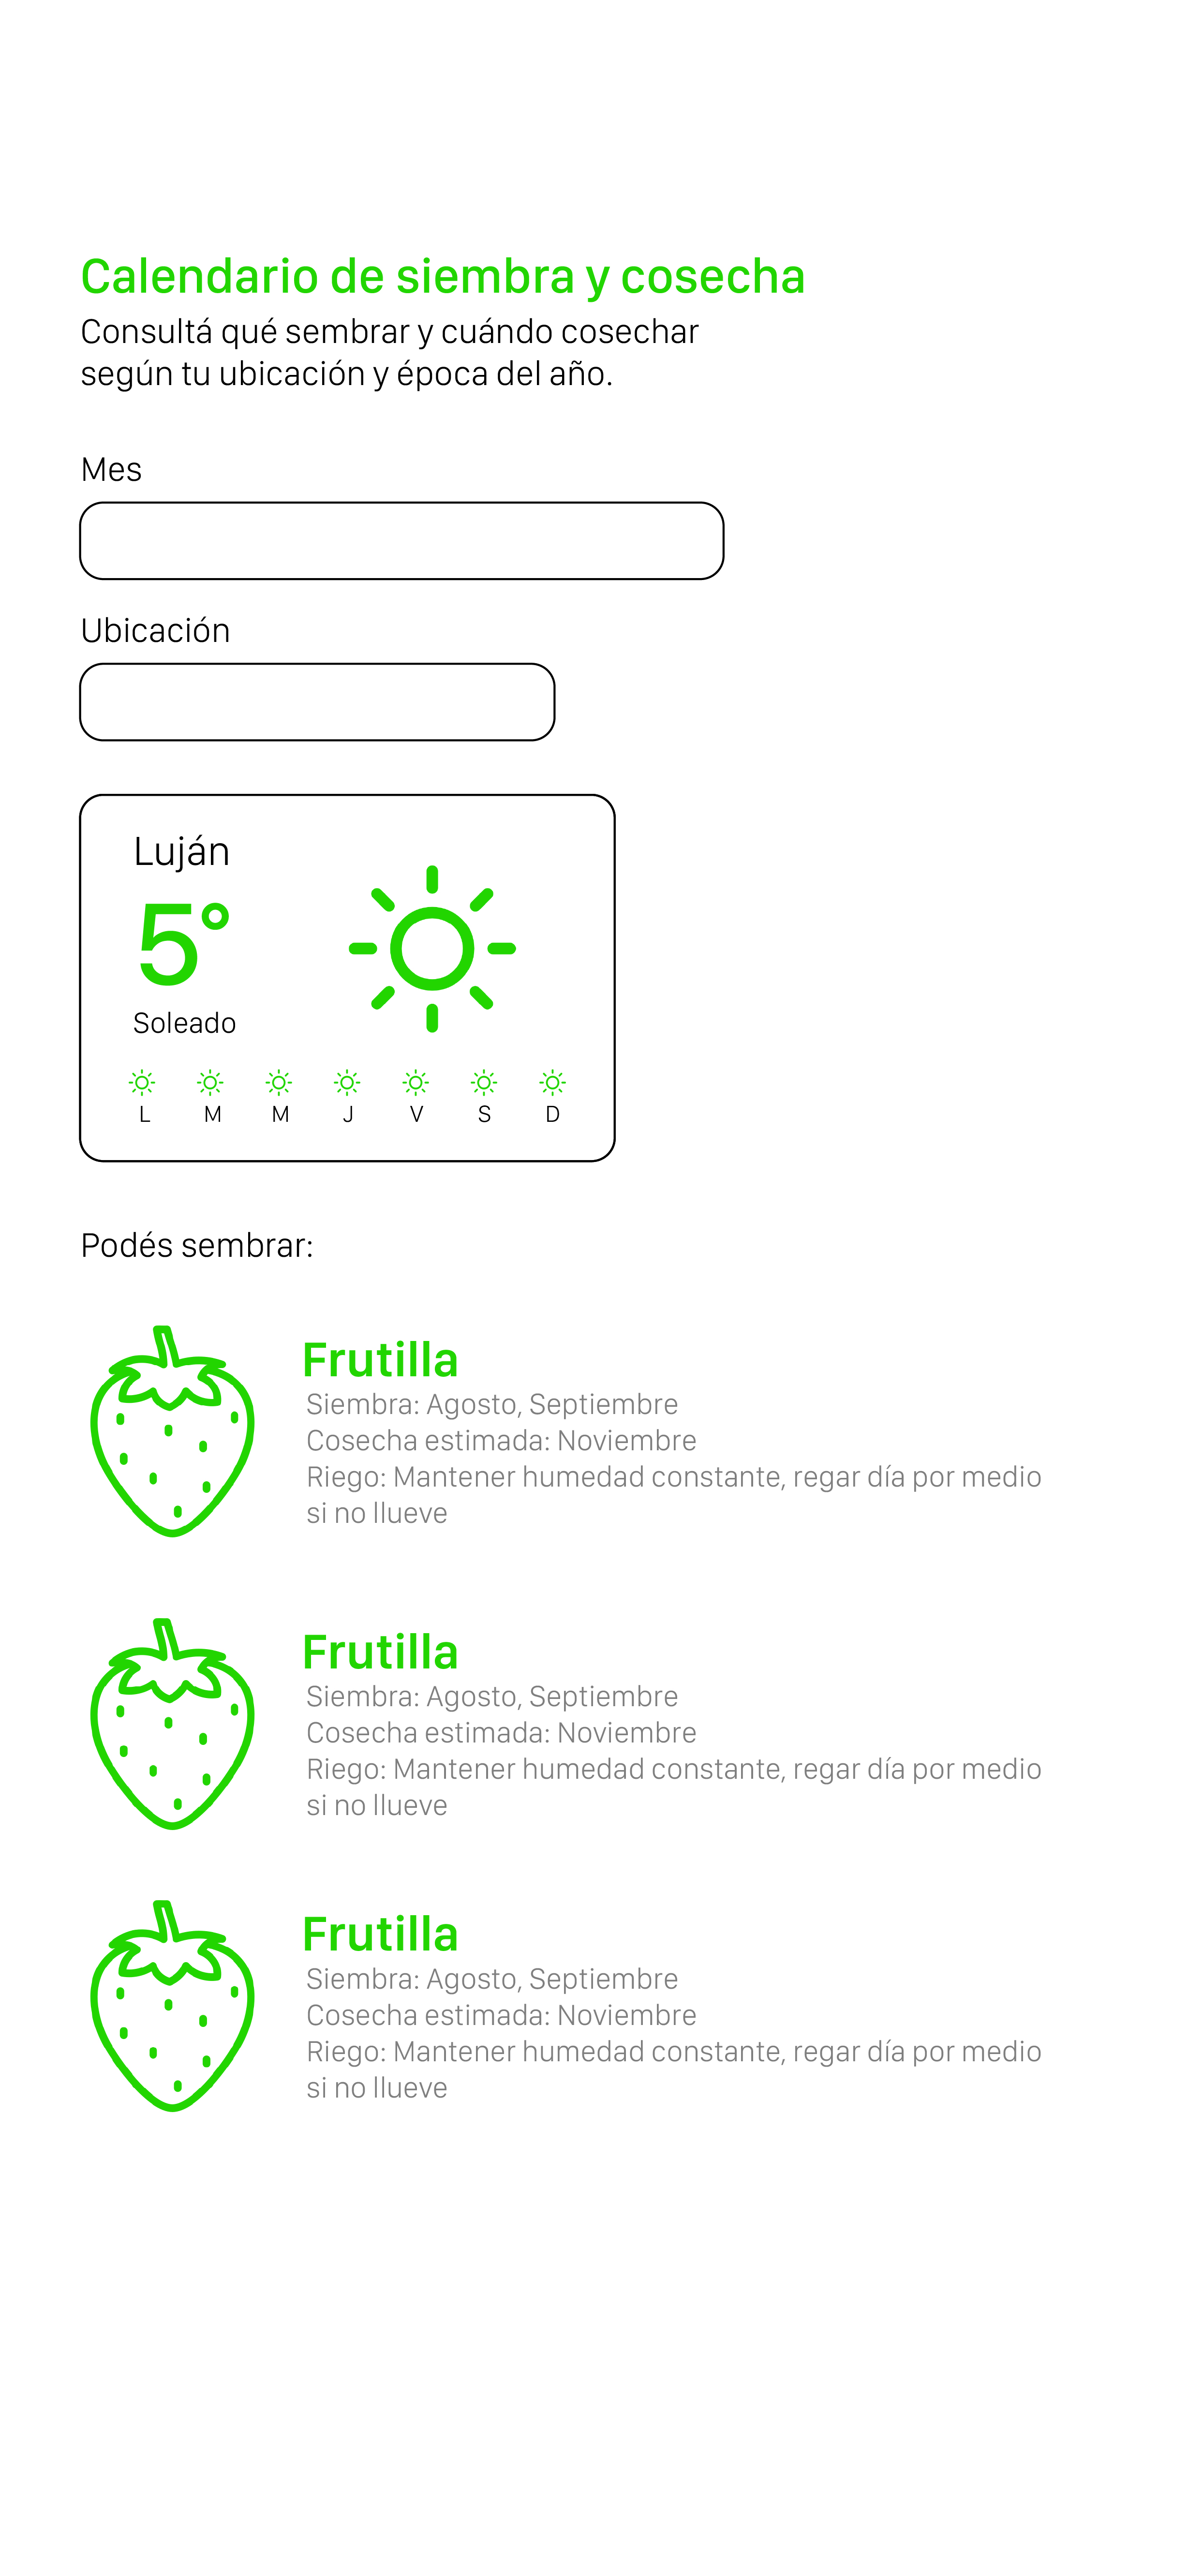 Calendario de siembra y cosecha
Consultá qué sembrar y cuándo cosechar
según tu ubicación y época del año.
Mes
Ubicación
Luján
5°
Soleado
L M M J V S D
Podés sembrar:
Frutilla
Siembra: Agosto, Septiembre
Cosecha estimada: Noviembre
Riego: Mantener humedad constante, regar día por medio
si no llueve
Frutilla
Siembra: Agosto, Septiembre
Cosecha estimada: Noviembre
Riego: Mantener humedad constante, regar día por medio
si no llueve
Frutilla
Siembra: Agosto, Septiembre
Cosecha estimada: Noviembre
Riego: Mantener humedad constante, regar día por medio
si no llueve